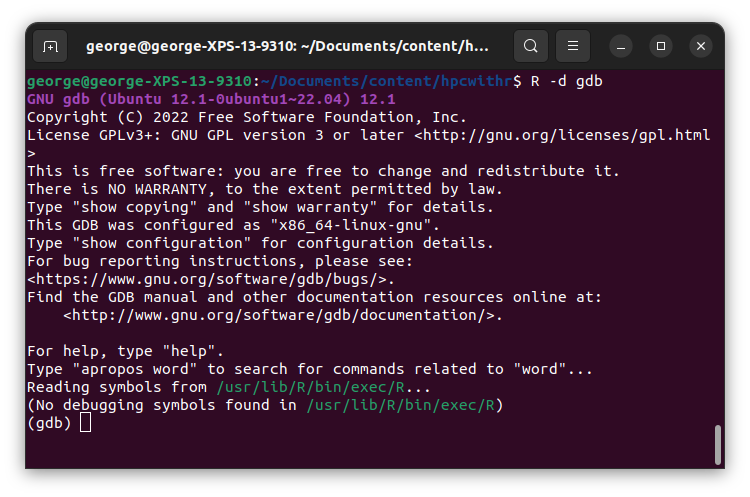 george@george-XPS-13-9310: ~/Documents/content/h...
george@george-XPS-13-9310:~/Documents/content/hpcwithr$ R -d gdb
GNU gdb (Ubuntu 12.1-0ubuntu1~22.04) 12.1
Copyright (C) 2022 Free Software Foundation, Inc.
License GPLv3+: GNU GPL version 3 or later <http://gnu.org/licenses/gpl.html
>
This is free software: you are free to change and redistribute it.
There is NO WARRANTY, to the extent permitted by law.
Type "show copying" and "show warranty" for details.
This GDB was configured as "x86_64-linux-gnu".
Type "show configuration" for configuration details.
For bug reporting instructions, please see:
<https://www.gnu.org/software/gdb/bugs/>.
Find the GDB manual and other documentation resources online at:
    <http://www.gnu.org/software/gdb/documentation/>.

For help, type "help".
Type "apropos word" to search for commands related to "word"...
Reading symbols from /usr/lib/R/bin/exec/R...
(No debugging symbols found in /usr/lib/R/bin/exec/R)
(gdb)